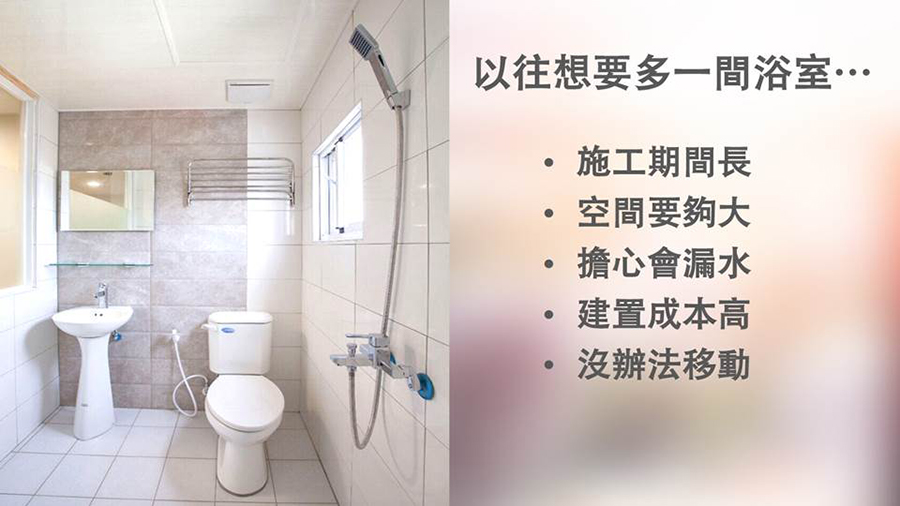 以往想要多一間浴室…
• 施工期間長
• 空間要夠大
• 擔心會漏水
• 建置成本高
• 沒辦法移動